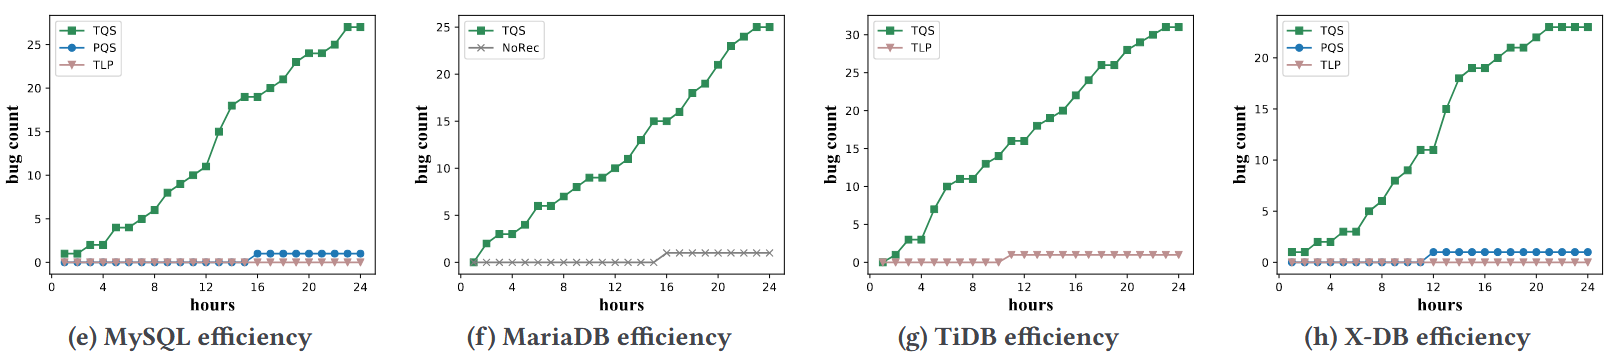 TQS
PQS
TLP
25
20
15
10
5
0
bug count
0 4 8 12 16 20 24
hours
(e) MySQL efficiency
TQS
NoRec
25
20
15
10
5
0
bug count
0 4 8 12 16 20 24
hours
(f) MariaDB efficiency
TQS
TLP
30
25
20
15
10
5
0
bug count
0 4 8 12 16 20 24
hours
(g) TiDB efficiency
TQS
PQS
TLP
20
15
10
5
0
bug count
0 4 8 12 16 20 24
hours
(h) X-DB efficiency